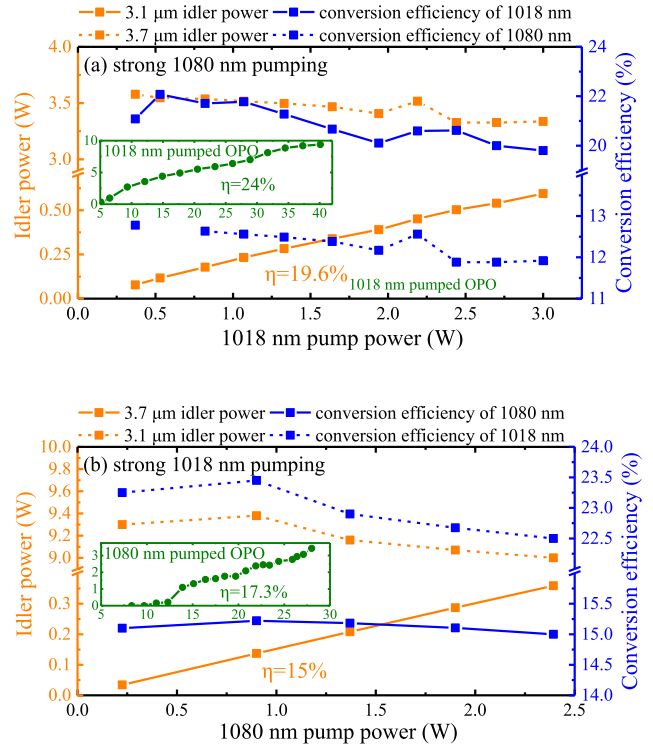 3.1 μm idler power conversion efficiency of 1018 nm
3.7 μm idler power conversion efficiency of 1080 nm
4.0 24
(a) strong 1080 nm pumping
3.5 22
10
1018 nm pumped OPO
3.0 20
5
η=24%
0
5 10 15 20 25 30 35 40
0.50 13
0.25 12
η=19.6% 1018 nm pumped OPO
0.00 11
0.0 0.5 1.0 1.5 2.0 2.5 3.0
1018 nm pump power (W)
Idler power (W)
Conversion efficiency (%)
3.7 μm idler power conversion efficiency of 1080 nm
3.1 μm idler power conversion efficiency of 1018 nm
10.0 24.0
(b) strong 1018 nm pumping
9.8
9.6 23.5
9.4
9.2 23.0
9.0 22.5
3
1080 nm pumped OPO
2
1
η=17.3%
0
5 10 15 20 25 30
0.3 15.5
0.2 15.0
0.1 14.5
η=15%
0.0 14.0
0.0 0.5 1.0 1.5 2.0 2.5
1080 nm pump power (W)
Idler power (W)
Conversion efficiency (%)